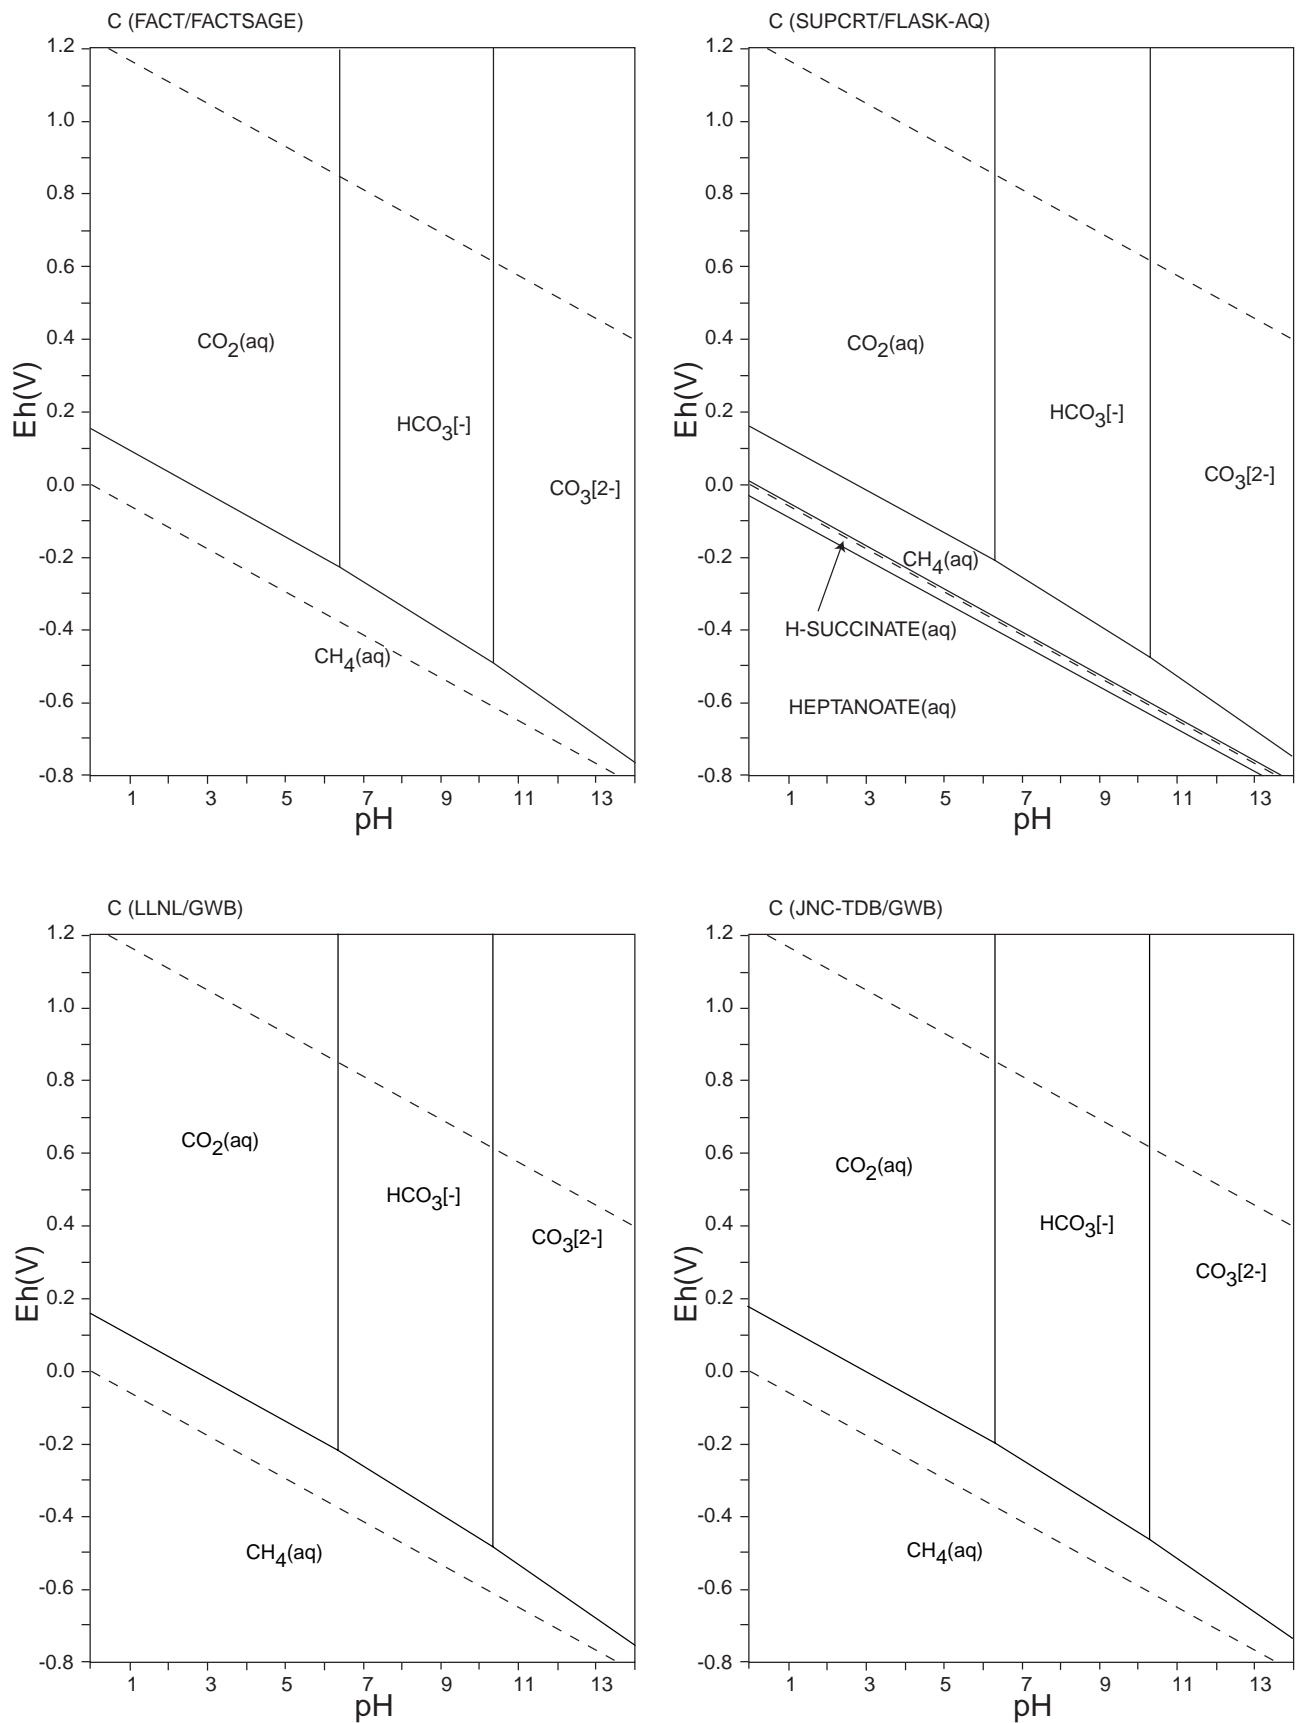 C (FACT/FACTSAGE)
1.2
1.0
0.8
0.6
0.4
0.2
0.0
-0.2
-0.4
-0.6
-0.8
Eh(V)
CO2(aq)
HCO3[-]
CO3[2-]
CH4(aq)
1 3 5 7 9 11 13
pH
C (SUPCRT/FLASK-AQ)
1.2
1.0
0.8
0.6
0.4
0.2
0.0
-0.2
-0.4
-0.6
-0.8
Eh(V)
CO2(aq)
HCO3[-]
CO3[2-]
CH4(aq)
H-SUCCINATE(aq)
HEPTANOATE(aq)
1 3 5 7 9 11 13
pH
C (LLNL/GWB)
1.2
1.0
0.8
0.6
0.4
0.2
0.0
-0.2
-0.4
-0.6
-0.8
Eh(V)
CO2(aq)
HCO3[-]
CO3[2-]
CH4(aq)
1 3 5 7 9 11 13
pH
C (JNC-TDB/GWB)
1.2
1.0
0.8
0.6
0.4
0.2
0.0
-0.2
-0.4
-0.6
-0.8
Eh(V)
CO2(aq)
HCO3[-]
CO3[2-]
CH4(aq)
1 3 5 7 9 11 13
pH